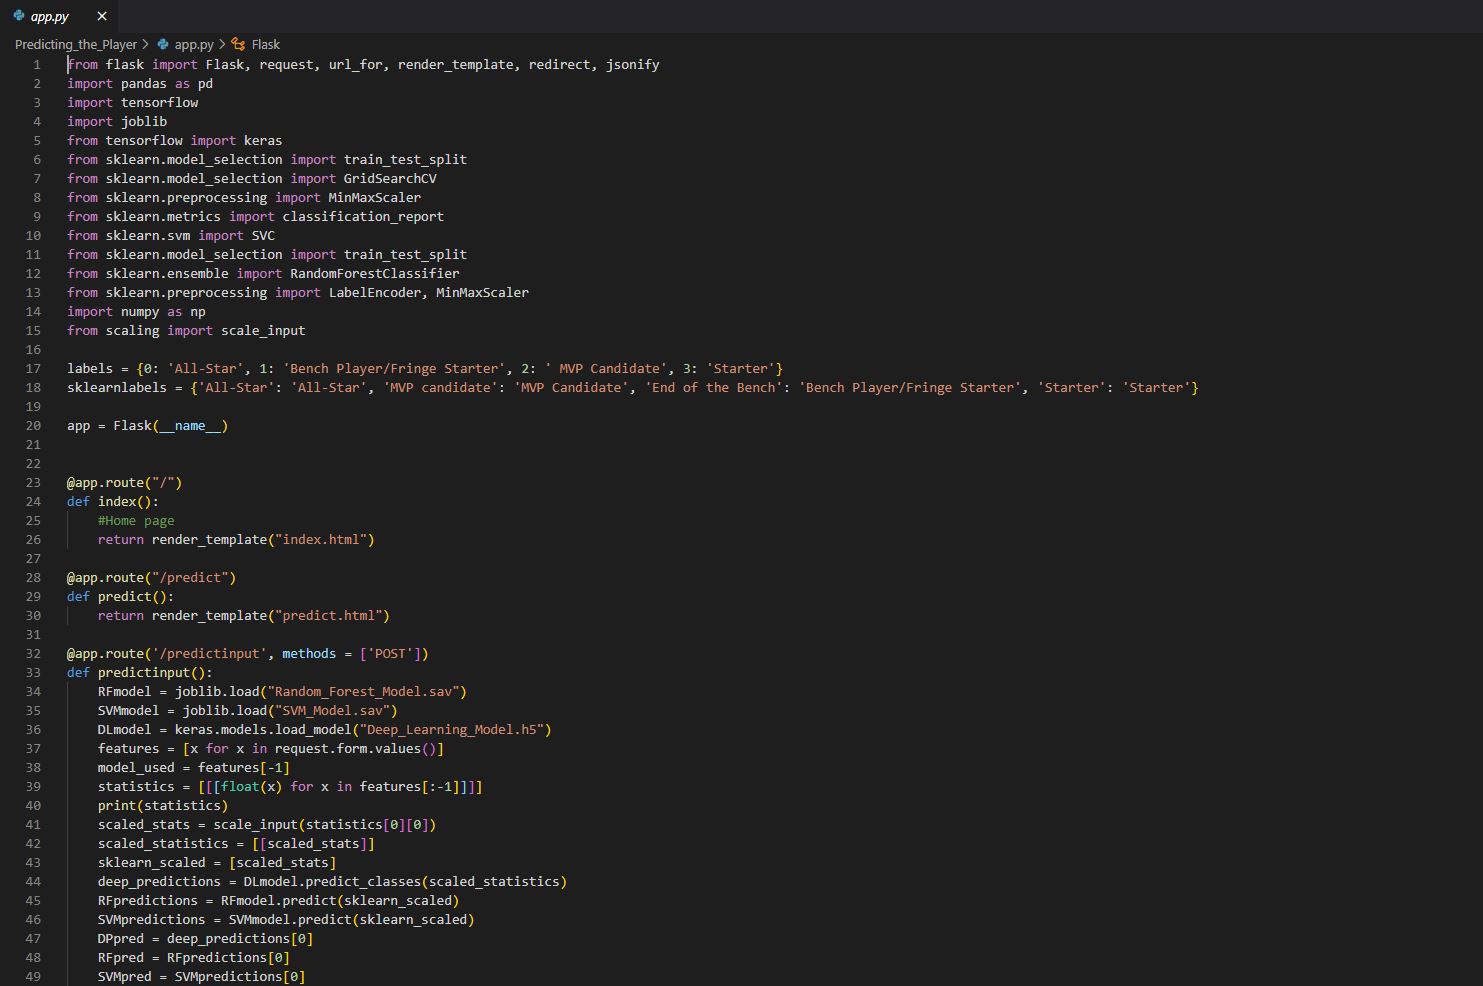 app.py ×
Predicting_the_Player > app.py > Flask
1 from flask import Flask, request, url_for, render_template, redirect, jsonify
2 import pandas as pd
3 import tensorflow
4 import joblib
5 from tensorflow import keras
6 from sklearn.model_selection import train_test_split
7 from sklearn.model_selection import GridSearchCV
8 from sklearn.preprocessing import MinMaxScaler
9 from sklearn.metrics import classification_report
10 from sklearn.svm import SVC
11 from sklearn.model_selection import train_test_split
12 from sklearn.ensemble import RandomForestClassifier
13 from sklearn.preprocessing import LabelEncoder, MinMaxScaler
14 import numpy as np
15 from scaling import scale_input
16
17 labels = {0: 'All-Star', 1: 'Bench Player/Fringe Starter', 2: ' MVP Candidate', 3: 'Starter'}
18 sklearnlabels = {'All-Star': 'All-Star', 'MVP candidate': 'MVP Candidate', 'End of the Bench': 'Bench Player/Fringe Starter', 'Starter': 'Starter'}
19
20 app = Flask(__name__)
21
22
23 @app.route("/")
24 def index():
25     #Home page
26     return render_template("index.html")
27
28 @app.route("/predict")
29 def predict():
30     return render_template("predict.html")
31
32 @app.route('/predictinput', methods = ['POST'])
33 def predictinput():
34     RFmodel = joblib.load("Random_Forest_Model.sav")
35     SVMmodel = joblib.load("SVM_Model.sav")
36     DLmodel = keras.models.load_model("Deep_Learning_Model.h5")
37     features = [x for x in request.form.values()]
38     model_used = features[-1]
39     statistics = [[[float(x) for x in features[:-1]]]]
40     print(statistics)
41     scaled_stats = scale_input(statistics[0][0])
42     scaled_statistics = [[scaled_stats]]
43     sklearn_scaled = [scaled_stats]
44     deep_predictions = DLmodel.predict_classes(scaled_statistics)
45     RFpredictions = RFmodel.predict(sklearn_scaled)
46     SVMpredictions = SVMmodel.predict(sklearn_scaled)
47     DPpred = deep_predictions[0]
48     RFpred = RFpredictions[0]
49     SVMpred = SVMpredictions[0]